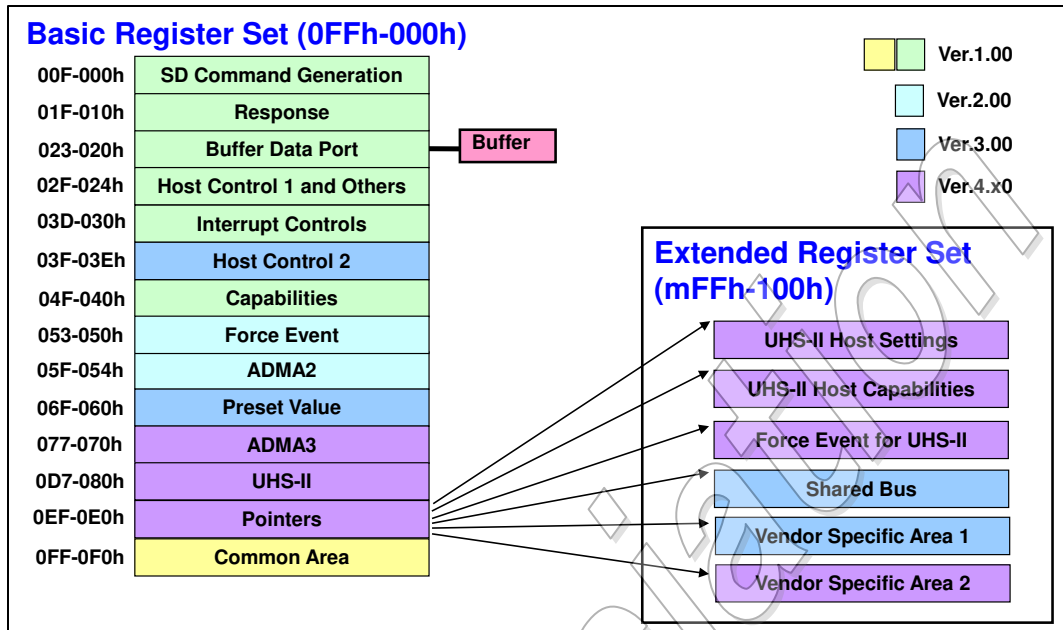 Basic Register Set (0FFh-000h)
00F-000h SD Command Generation
01F-010h Response
023-020h Buffer Data Port
Buffer
02F-024h Host Control 1 and Others
03D-030h Interrupt Controls
03F-03Eh Host Control 2
04F-040h Capabilities
053-050h Force Event
05F-054h ADMA2
06F-060h Preset Value
077-070h ADMA3
0D7-080h UHS-II
0EF-0E0h Pointers
0FF-0F0h Common Area
Ver.1.00
Ver.2.00
Ver.3.00
Ver.4.x0
Extended Register Set
(mFFh-100h)
UHS-II Host Settings
UHS-II Host Capabilities
Force Event for UHS-II
Shared Bus
Vendor Specific Area 1
Vendor Specific Area 2